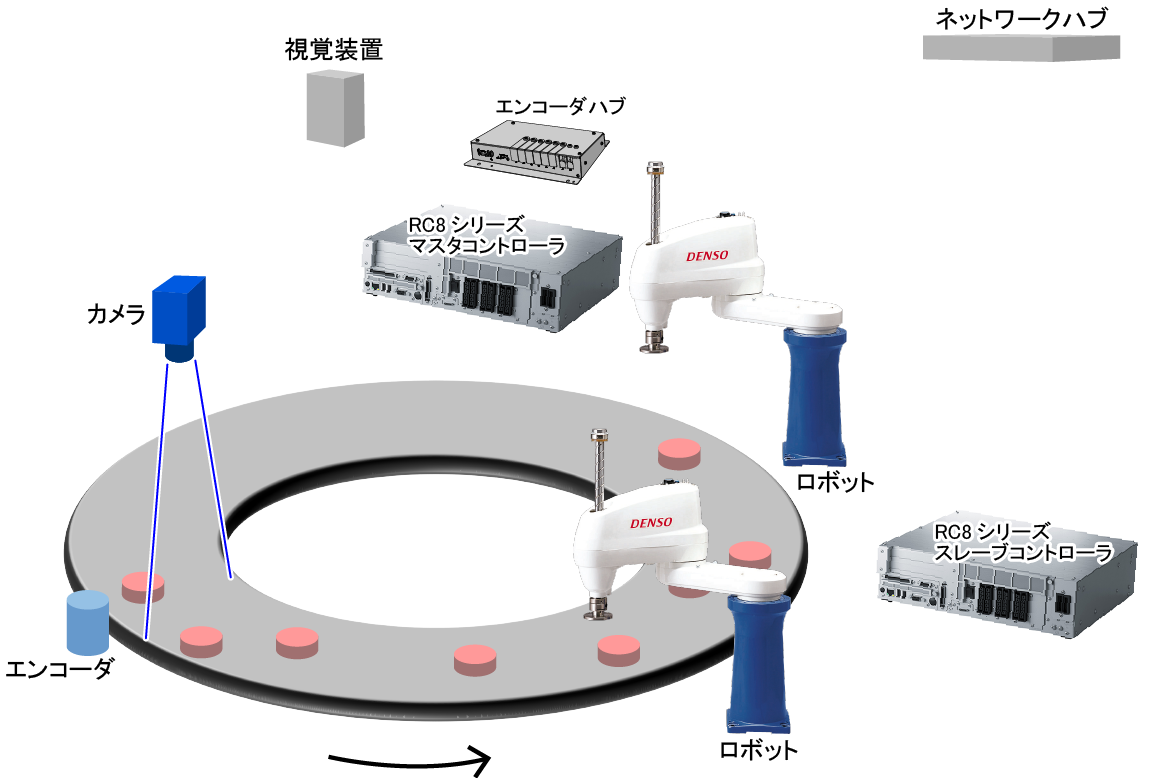 ネットワークハブ
視覚装置
エンコーダハブ
RC8 シリーズ
マスタコントローラ
DENSO
カメラ
ロボット
DENSO
RC8 シリーズ
スレーブコントローラ
エンコーダ
ロボット